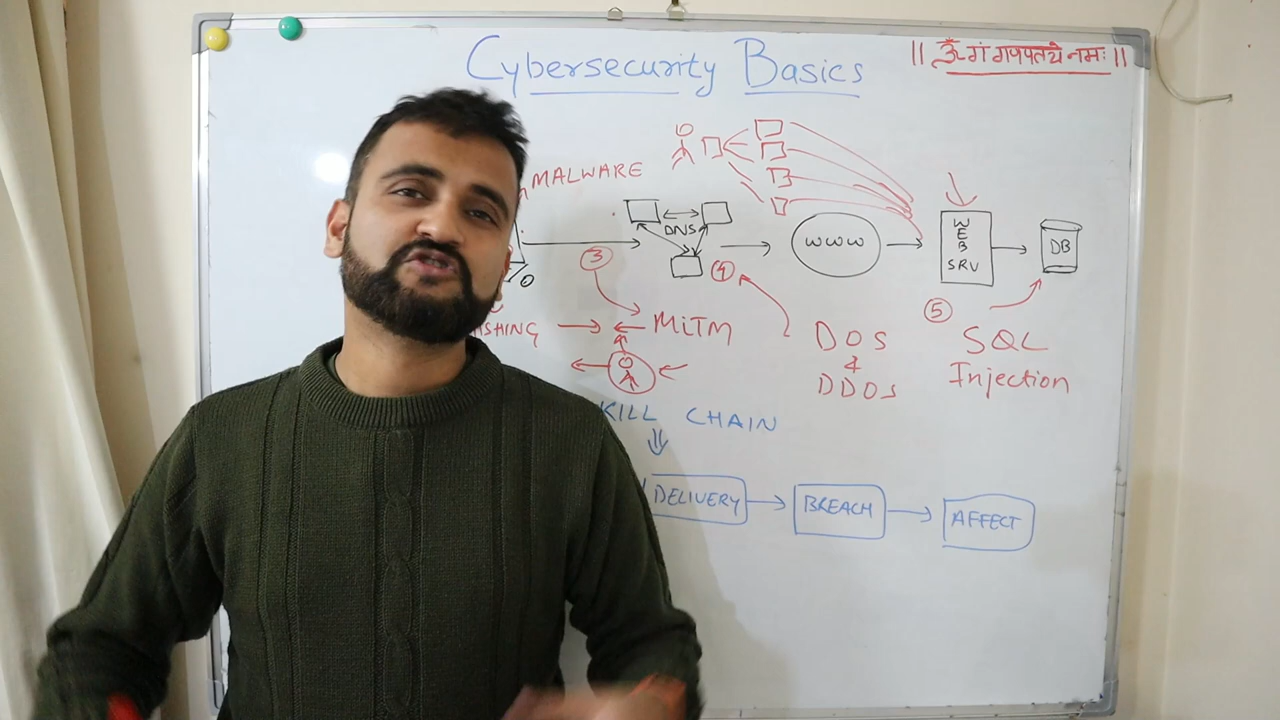 Cybersecurity Basics
|| ॐ गं गणपतये नमः ||
MALWARE
DNS
WWW
WEB SRV
DB
3
4
5
MiTM
DOS
&
DDOS
SQL
Injection
KILL CHAIN
DELIVERY
BREACH
AFFECT